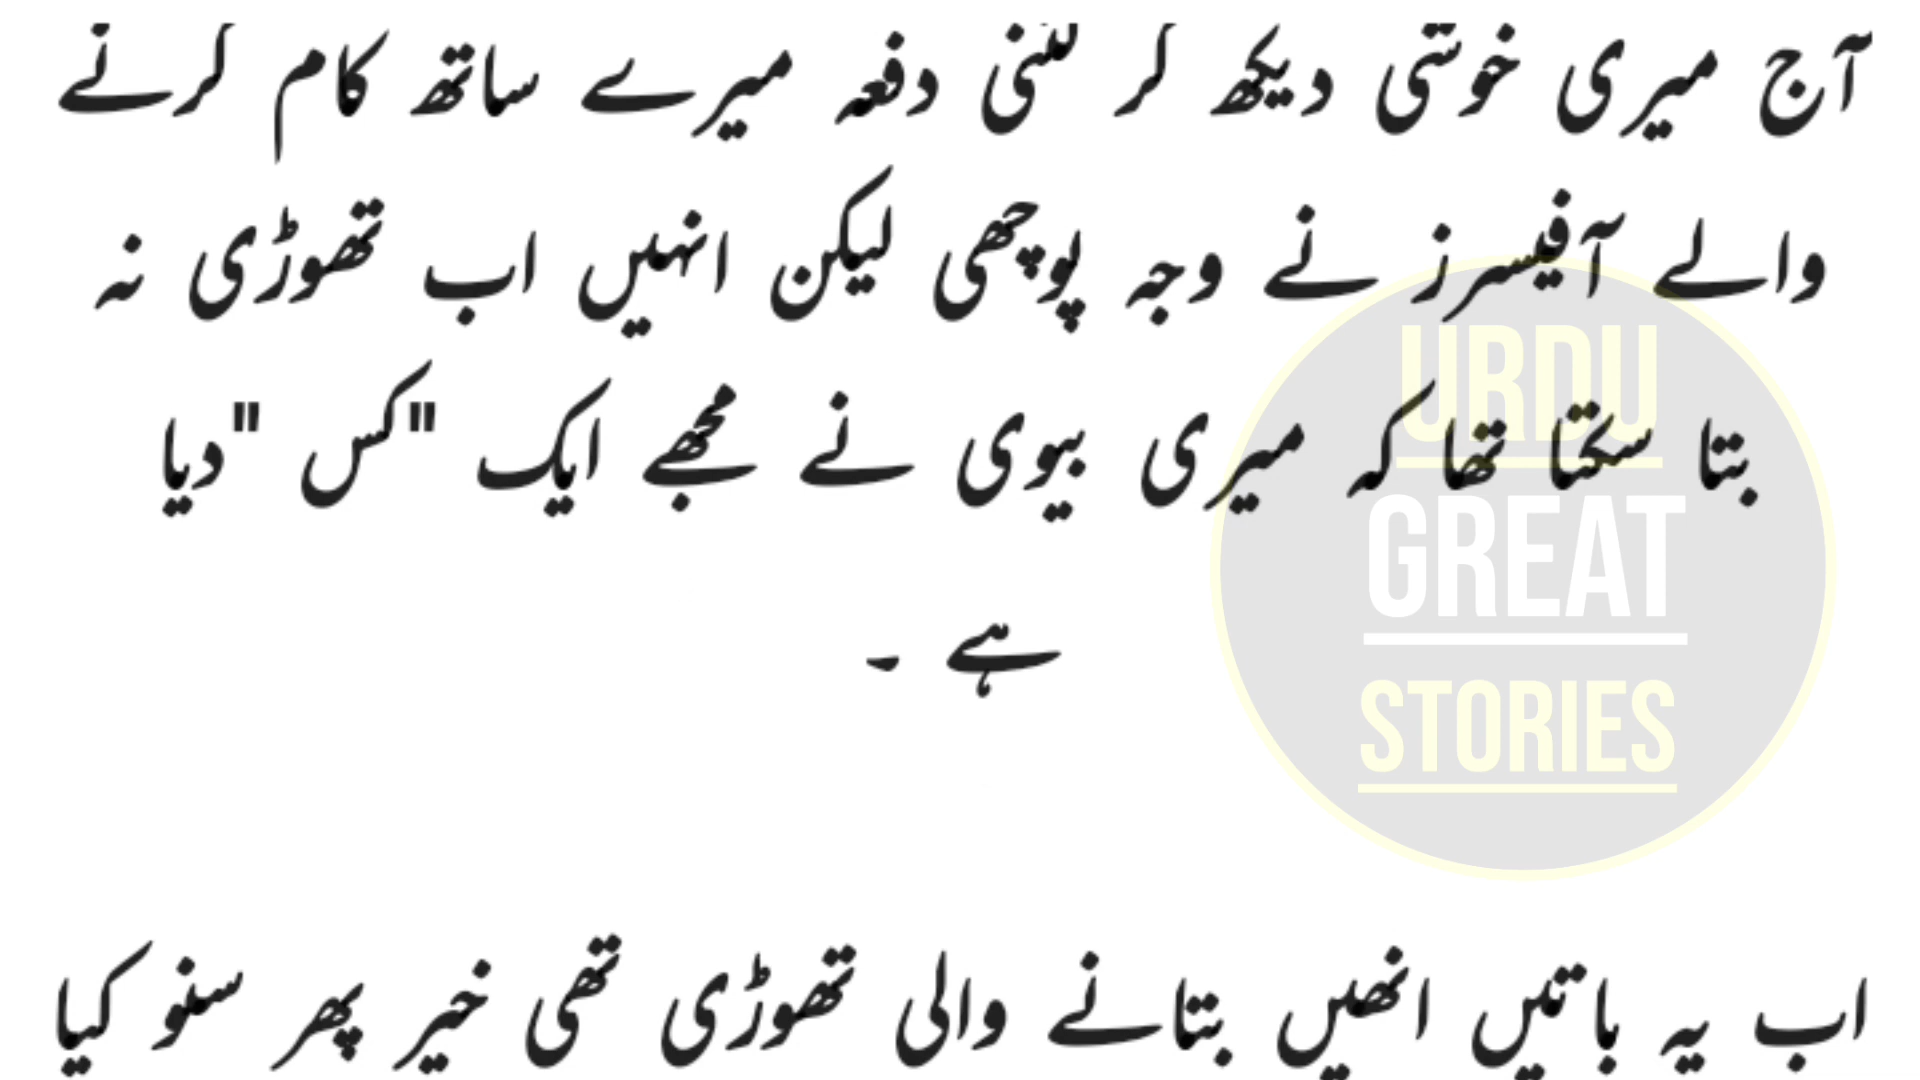 آج میری خوشی دیکھ کر کتنی دفعہ میرے ساتھ کام کرنے
والے آفیسرز نے وجہ پوچھی لیکن انہیں اب تھوڑی نہ
بتا سکتا تھا کہ میری بیوی نے مجھے ایک "کس "دیا
ہے ۔
URDU
GREAT
STORIES
اب یہ باتیں انھیں بتانے والی تھوڑی تھی خیر پھر سنو کیا